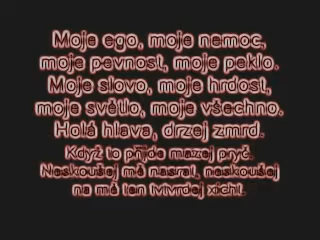 Moje ego, moje nemoc,
moje pevnost, moje peklo.
Moje slovo, moje hrdost,
moje světlo, moje všechno.
Holá hlava, drzej zmrd.
Když to přijde mazej pryč.
Neskoušej mě nasrat, neskoušej
na mě ten tvtvrdej xicht.